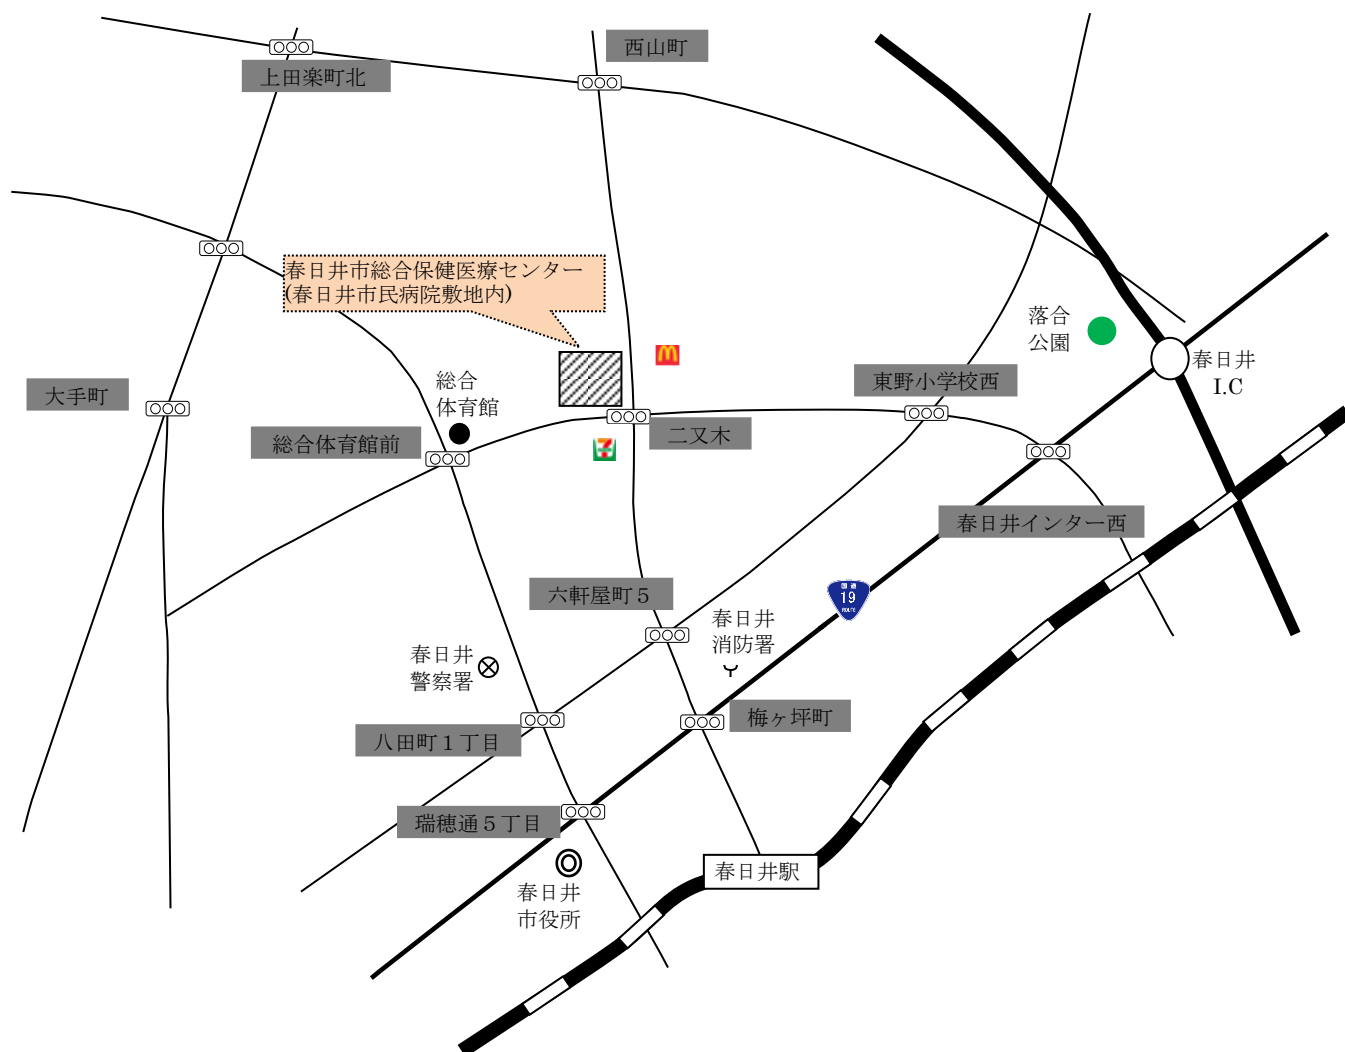 西山町
上田楽町北
春日井市総合保健医療センター
(春日井市民病院敷地内)
落合
公園
春日井
I.C
大手町
総合
体育館
東野小学校西
総合体育館前
二又木
7
春日井インター西
六軒屋町５
国道
19
ROUTE
春日井
消防署
春日井
警察署
梅ヶ坪町
八田町１丁目
瑞穂通５丁目
春日井駅
春日井
市役所